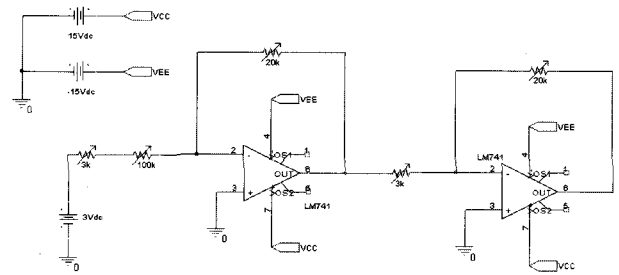 VCC
15Vdc
VEE
-15Vdc
0
20k
20k
VEE
VEE
3k
100k
2
4
-
OS1
1
OUT
6
OS2
5
3
+
7
LM741
0
VCC
3k
LM741
2
4
-
OS1
1
OUT
6
OS2
5
3
+
7
0
VCC
3Vdc
0